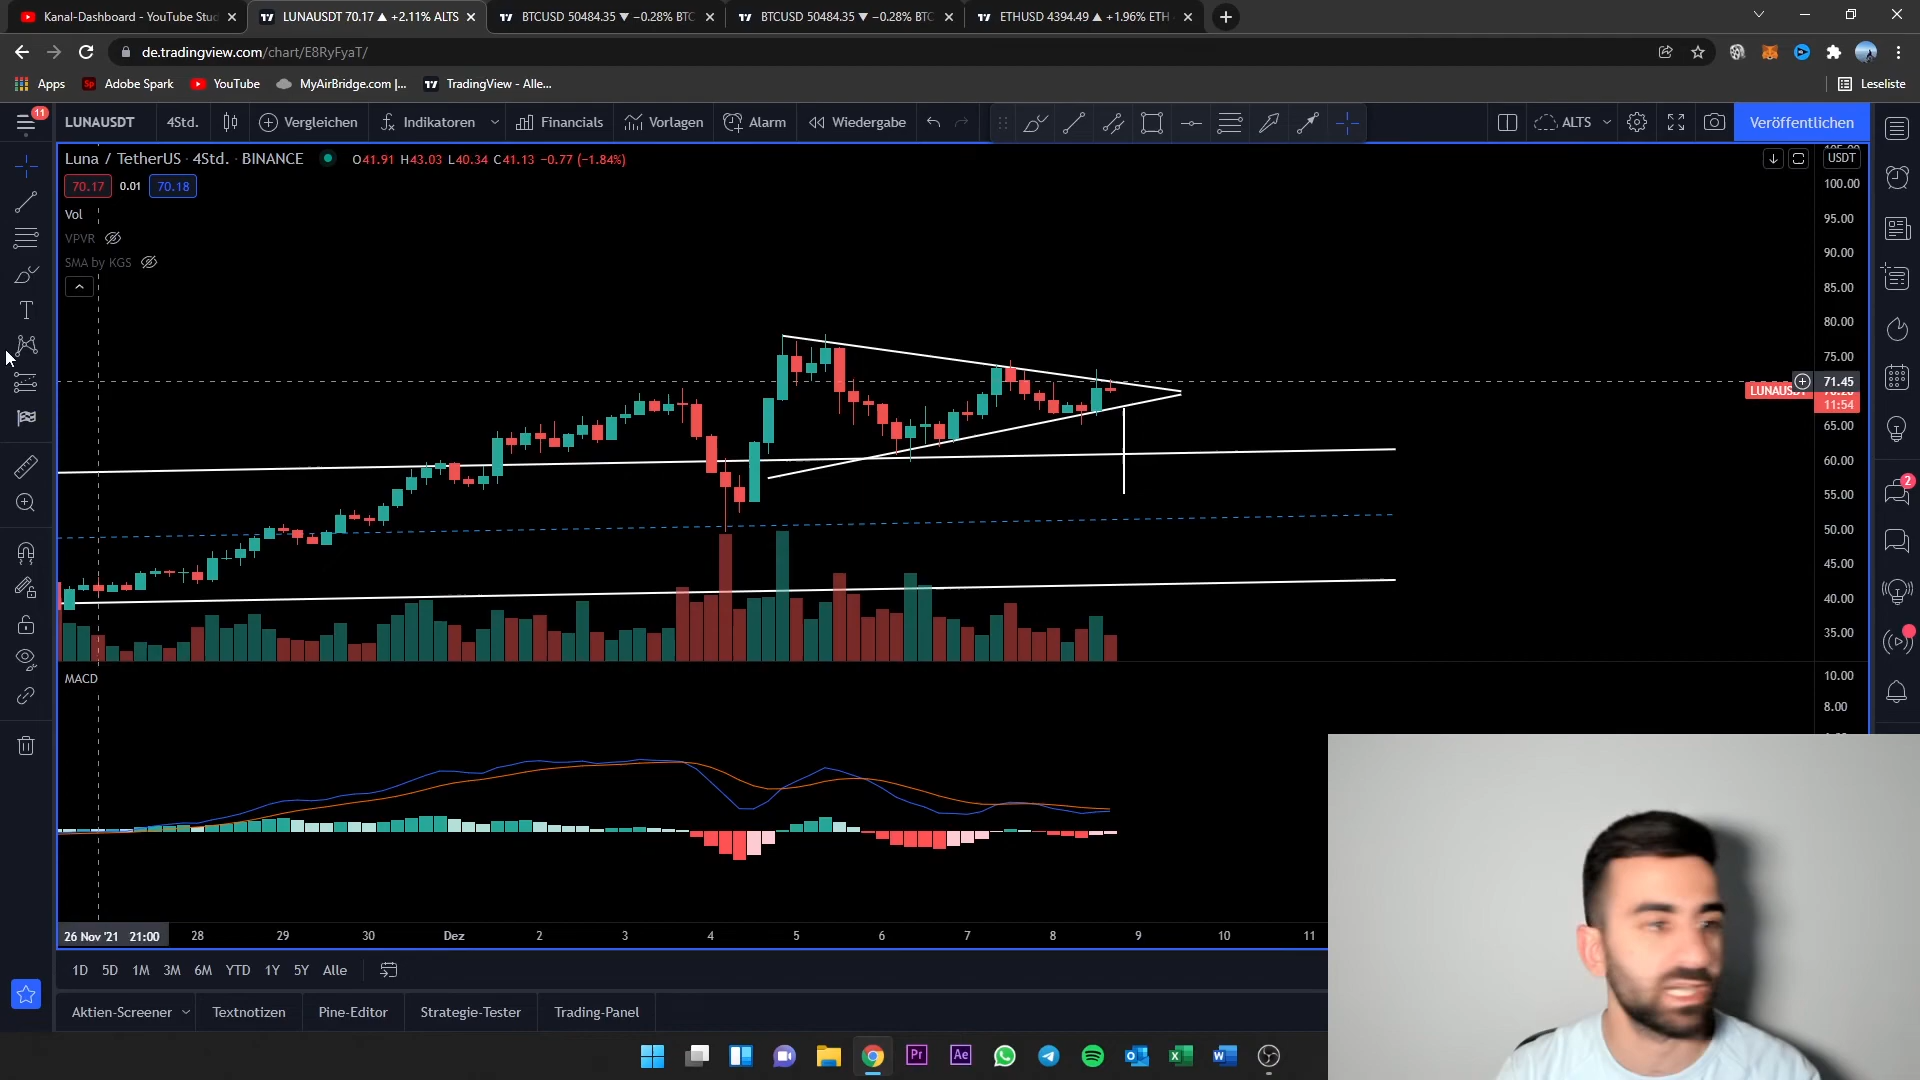 Kanal-Dashboard - YouTube Stud
LUNAUSDT 70.17 ▲ +2.11% ALTS
BTCUSD 50484.35 ▼ −0.28% BTC
BTCUSD 50484.35 ▼ −0.28% BTC
ETHUSD 4394.49 ▲ +1.96% ETH
de.tradingview.com/chart/E8RyFyaT/
Apps
Adobe Spark
YouTube
MyAirBridge.com |...
TradingView - Alle...
Leseliste
11
LUNAUSDT
4Std.
Vergleichen
Indikatoren
Financials
Vorlagen
Alarm
Wiedergabe
ALTS
Veröffentlichen
Luna / TetherUS · 4Std. · BINANCE
O41.91 H43.03 L40.34 C41.13 −0.77 (−1.84%)
USDT
70.17
0.01
70.18
Vol
VPVR
SMA by KGS
100.00
95.00
90.00
85.00
80.00
75.00
71.45
11:54
65.00
60.00
55.00
50.00
45.00
40.00
35.00
2
MACD
10.00
8.00
26 Nov '21 21:00
28
29
30
Dez
2
3
4
5
6
7
8
9
10
11
1D
5D
1M
3M
6M
YTD
1Y
5Y
Alle
Aktien-Screener
Textnotizen
Pine-Editor
Strategie-Tester
Trading-Panel
Pr
Ae